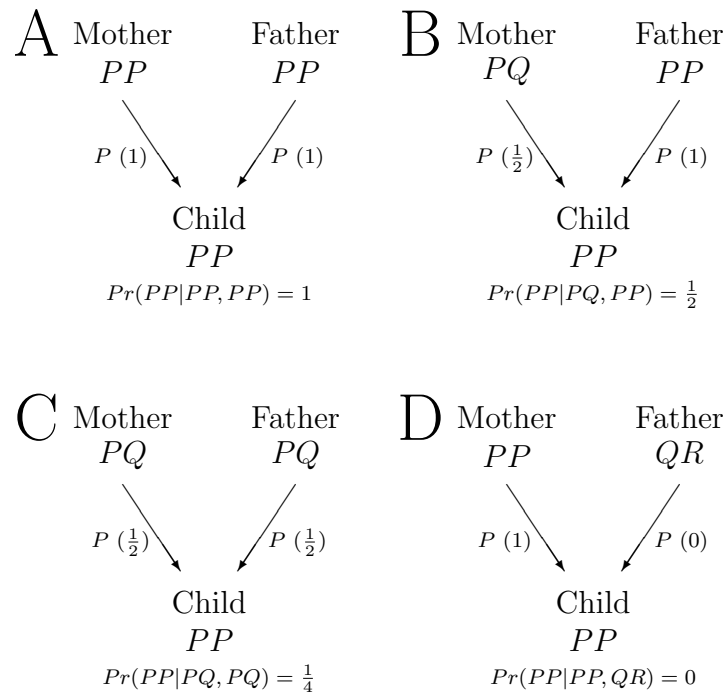 A Mother Father
PP PP
P (1) P (1)
Child
PP
Pr(PP|PP, PP) = 1
B Mother Father
PQ PP
P (1/2) P (1)
Child
PP
Pr(PP|PQ, PP) = 1/2
C Mother Father
PQ PQ
P (1/2) P (1/2)
Child
PP
Pr(PP|PQ, PQ) = 1/4
D Mother Father
PP QR
P (1) P (0)
Child
PP
Pr(PP|PP, QR) = 0